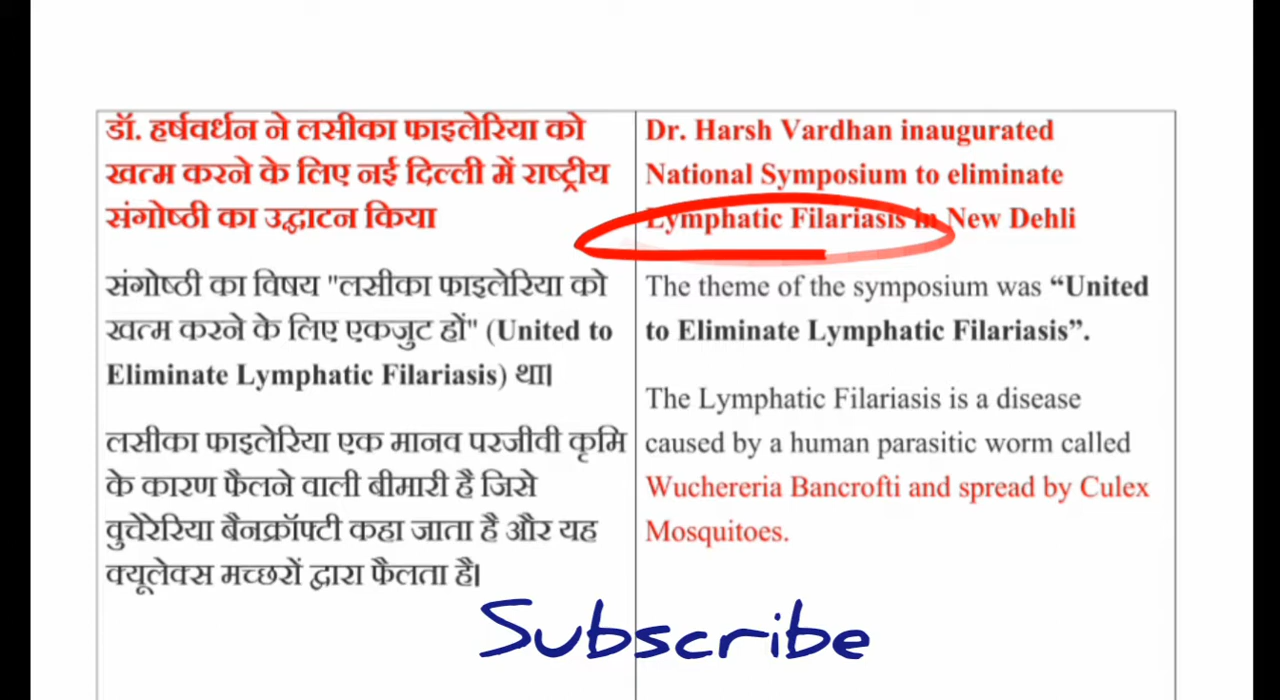 डॉ. हर्षवर्धन ने लसीका फाइलेरिया को
खत्म करने के लिए नई दिल्ली में राष्ट्रीय
संगोष्ठी का उद्घाटन किया
संगोष्ठी का विषय "लसीका फाइलेरिया को
खत्म करने के लिए एकजुट हों" (United to
Eliminate Lymphatic Filariasis) था।
लसीका फाइलेरिया एक मानव परजीवी कृमि
के कारण फैलने वाली बीमारी है जिसे
वुचेरेरिया बैनक्रॉफ्टी कहा जाता है और यह
क्यूलेक्स मच्छरों द्वारा फैलता है।
Dr. Harsh Vardhan inaugurated
National Symposium to eliminate
Lymphatic Filariasis in New Dehli
The theme of the symposium was “United
to Eliminate Lymphatic Filariasis”.
The Lymphatic Filariasis is a disease
caused by a human parasitic worm called
Wuchereria Bancrofti and spread by Culex
Mosquitoes.
Subscribe